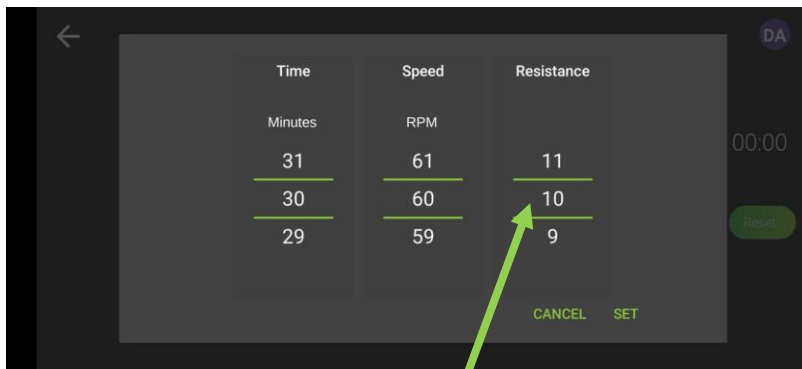 DA
Time Speed Resistance
Minutes RPM
31 61 11
00:00
30 60 10
Reset
29 59 9
CANCEL SET